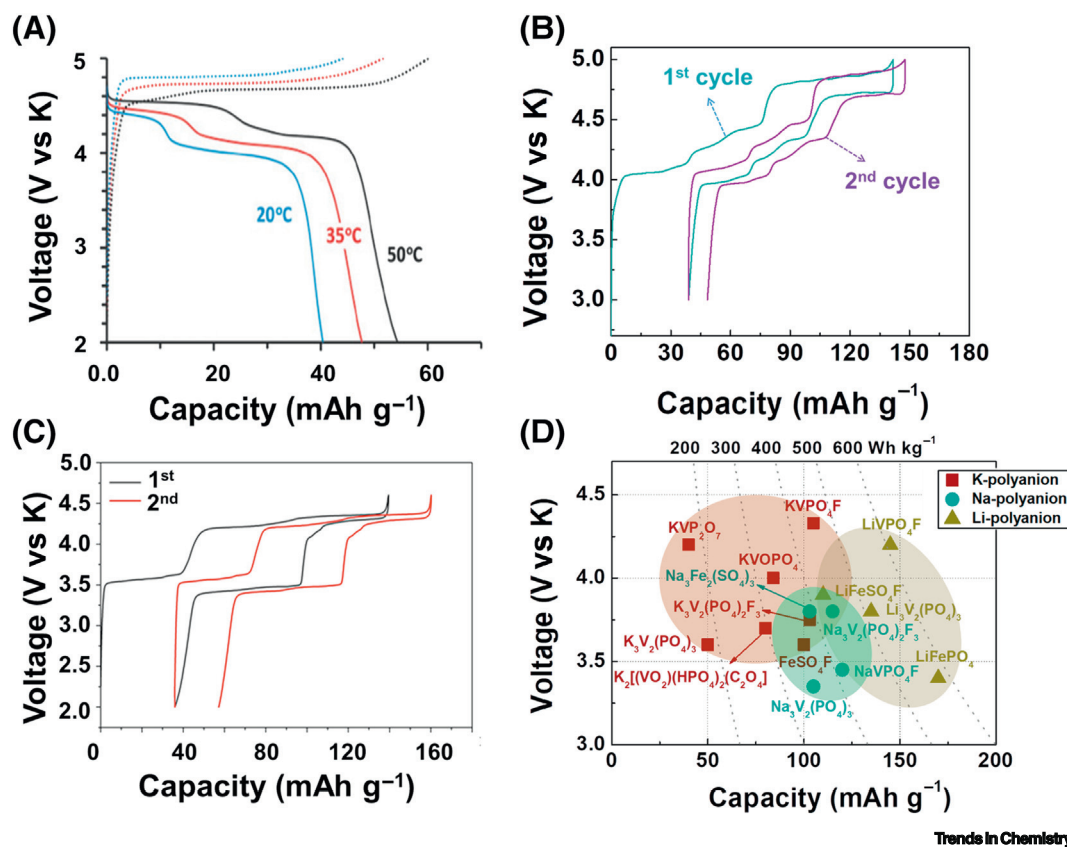 (A)
5
4
3
2
0.0
20
40
60
Voltage (V vs K)
Capacity (mAh g⁻¹)
20ºC
35ºC
50ºC
(B)
5.0
4.5
4.0
3.5
3.0
0
30
60
90
120
150
180
Voltage (V vs K)
Capacity (mAh g⁻¹)
1ˢᵗ cycle
2ⁿᵈ cycle
(C)
5.0
4.5
4.0
3.5
3.0
2.5
2.0
0
40
60
80
120
160
Voltage (V vs K)
Capacity (mAh g⁻¹)
1ˢᵗ
2ⁿᵈ
(D)
200 300 400 500 600 Wh kg⁻¹
4.5
4.0
3.5
3.0
0
50
100
150
200
Voltage (V vs K)
Capacity (mAh g⁻¹)
K-polyanion
Na-polyanion
Li-polyanion
KVPO₄F
KVP₂O₇
LiVPO₄F
KVOPO₄
Na₃Fe₂(SO₄)₃
LiFeSO₄F
K₃V₂(PO₄)₂F₃
Li₃V₂(PO₄)₃
Na₃V₂(PO₄)₂F₃
K₃V₂(PO₄)₃
FeSO₄F
LiFePO₄
K₂[(VO₂)(HPO₄)₂(C₂O₄]
NaVPO₄F
Na₃V₂(PO₄)₃
Trends in Chemistry